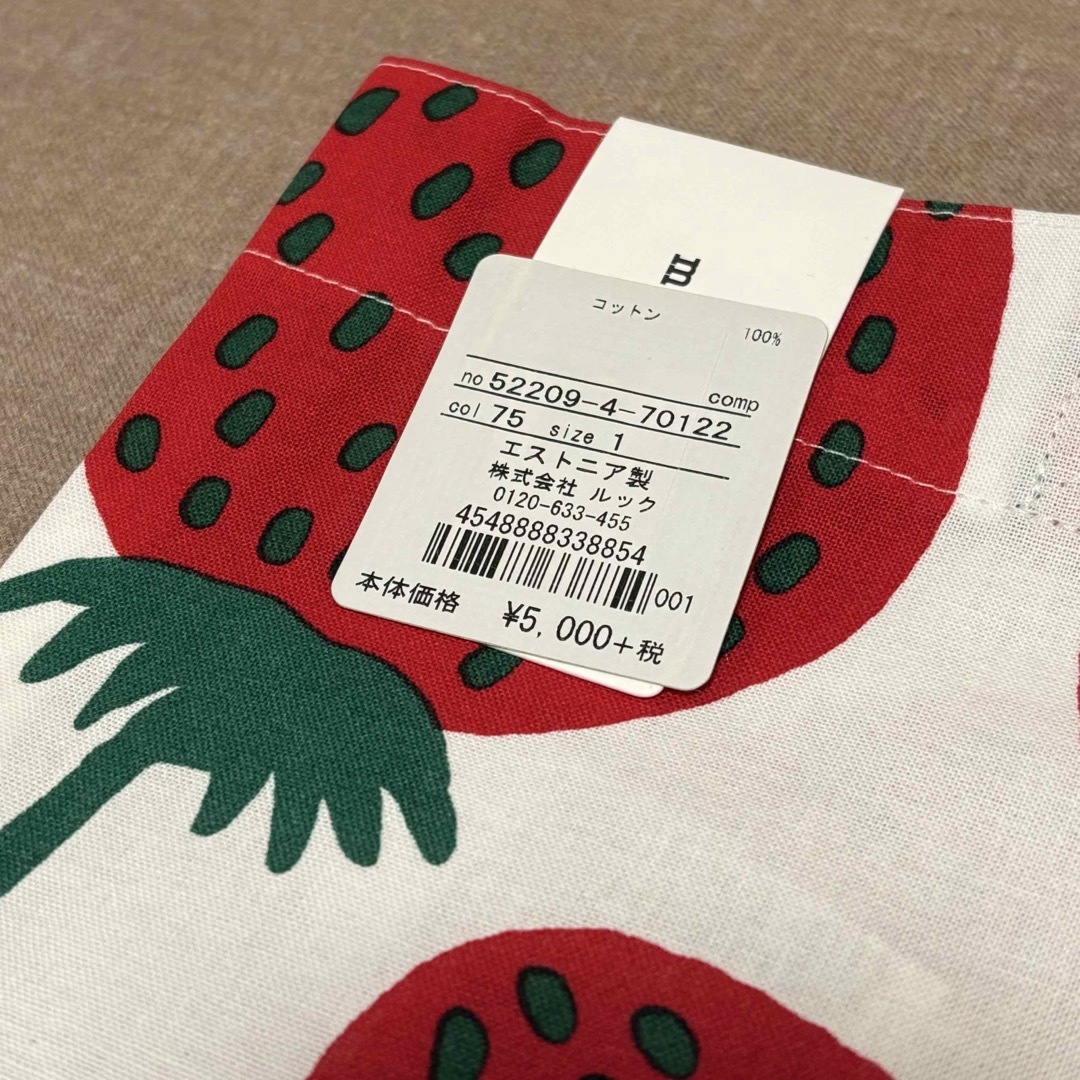 m
コットン 100%
comp
no 52209-4-70122
col 75 size 1
エストニア製
株式会社 ルック
0120-633-455
4548888338854
001
本体価格 ¥5,000+税